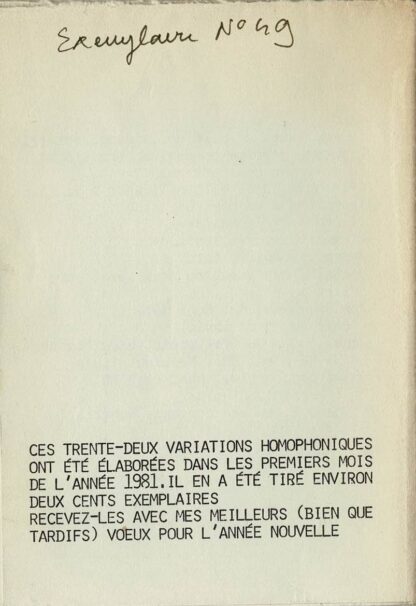 Exemplaire No 49
CES TRENTE-DEUX VARIATIONS HOMOPHONIQUES
ONT ÉTÉ ÉLABORÉES DANS LES PREMIERS MOIS
DE L'ANNÉE 1981.IL EN A ÉTÉ TIRÉ ENVIRON
DEUX CENTS EXEMPLAIRES
RECEVEZ-LES AVEC MES MEILLEURS (BIEN QUE
TARDIFS) VOEUX POUR L'ANNÉE NOUVELLE